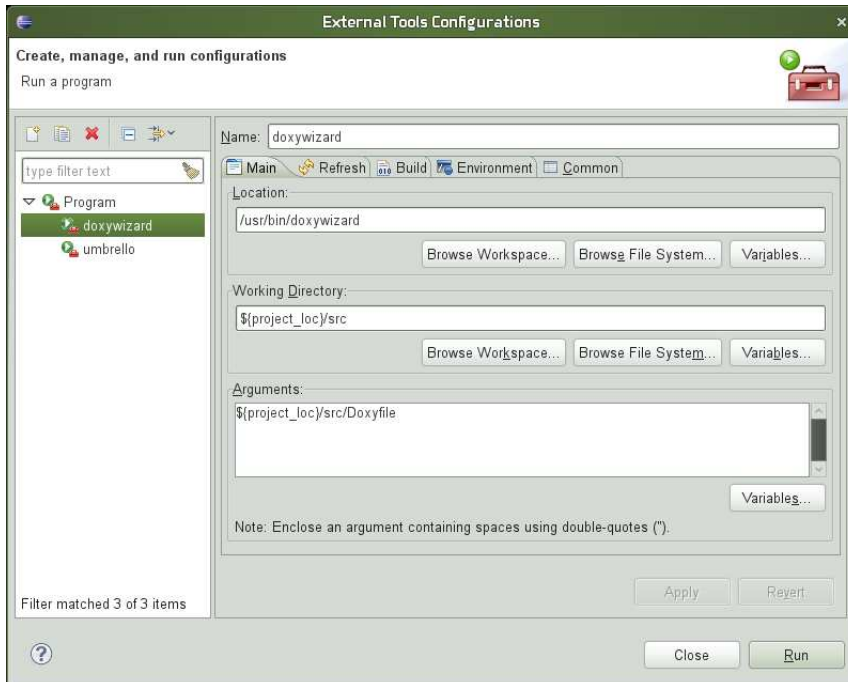 External Tools Configurations
Create, manage, and run configurations
Run a program
type filter text
Program
doxywizard
umbrello
Filter matched 3 of 3 items
Name: doxywizard
Main Refresh Build Environment Common
Location:
/usr/bin/doxywizard
Browse Workspace... Browse File System... Variables...
Working Directory:
${project_loc}/src
Browse Workspace... Browse File System... Variables...
Arguments:
${project_loc}/src/Doxyfile
Variables...
Note: Enclose an argument containing spaces using double-quotes (").
Apply Revert
Close Run